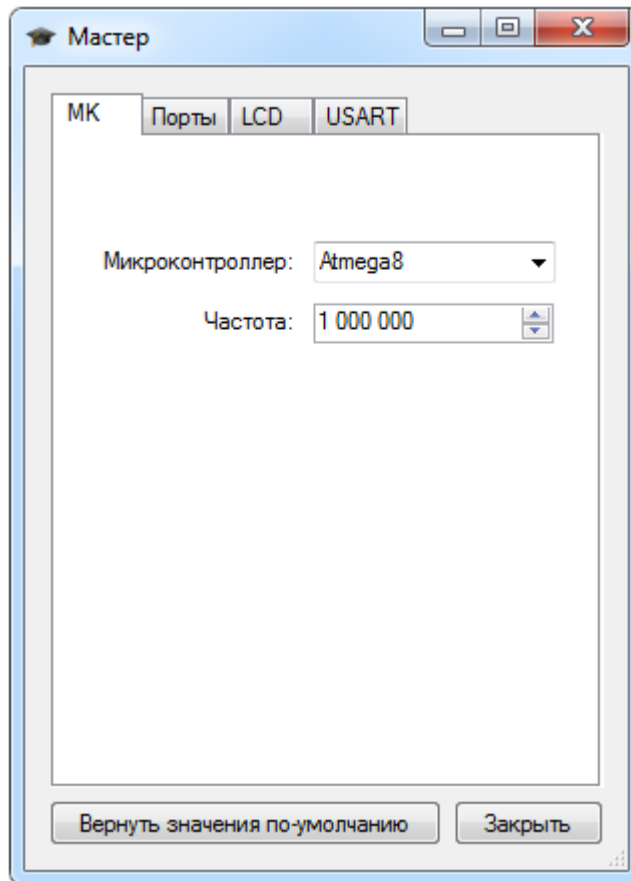 Мастер
МК Порты LCD USART
Микроконтроллер: Atmega8
Частота: 1 000 000
Вернуть значения по-умолчанию Закрыть